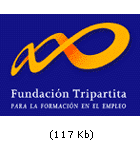 Fundación Tripartita
PARA LA FORMACIÓN EN EL EMPLEO
(117 Kb)